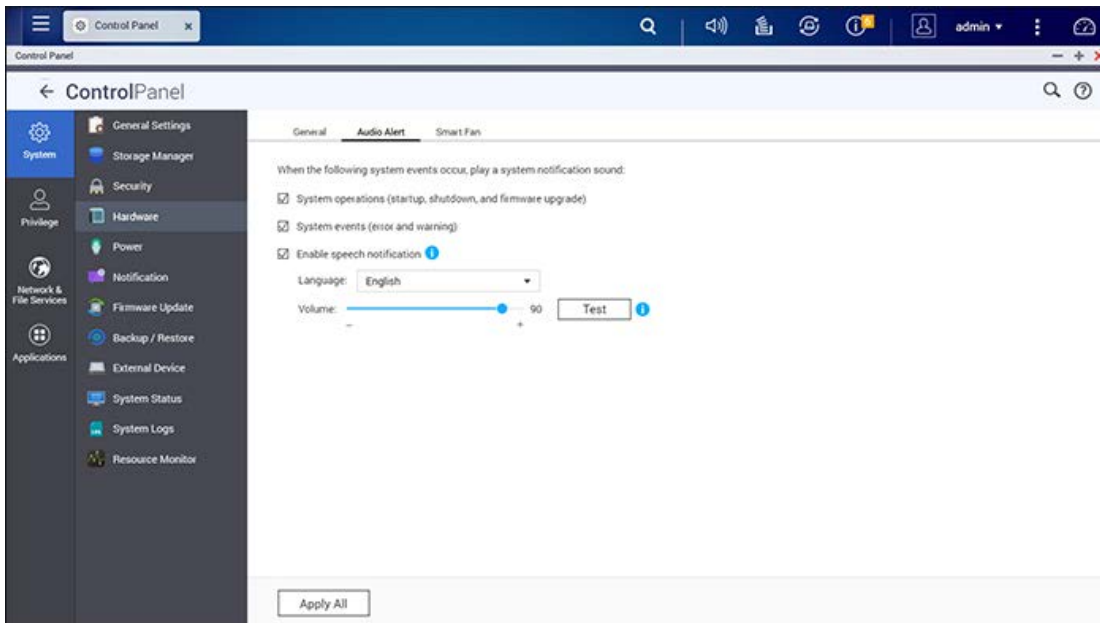 Control Panel x
6
admin
Control Panel
ControlPanel
System
Privilege
Network &
File Services
Applications
General Settings
Storage Manager
Security
Hardware
Power
Notification
Firmware Update
Backup / Restore
External Device
System Status
System Logs
Resource Monitor
General Audio Alert Smart Fan
When the following system events occur, play a system notification sound:
System operations (startup, shutdown, and firmware upgrade)
System events (error and warning)
Enable speech notification
Language: English
Volume: 90 Test
- +
Apply All